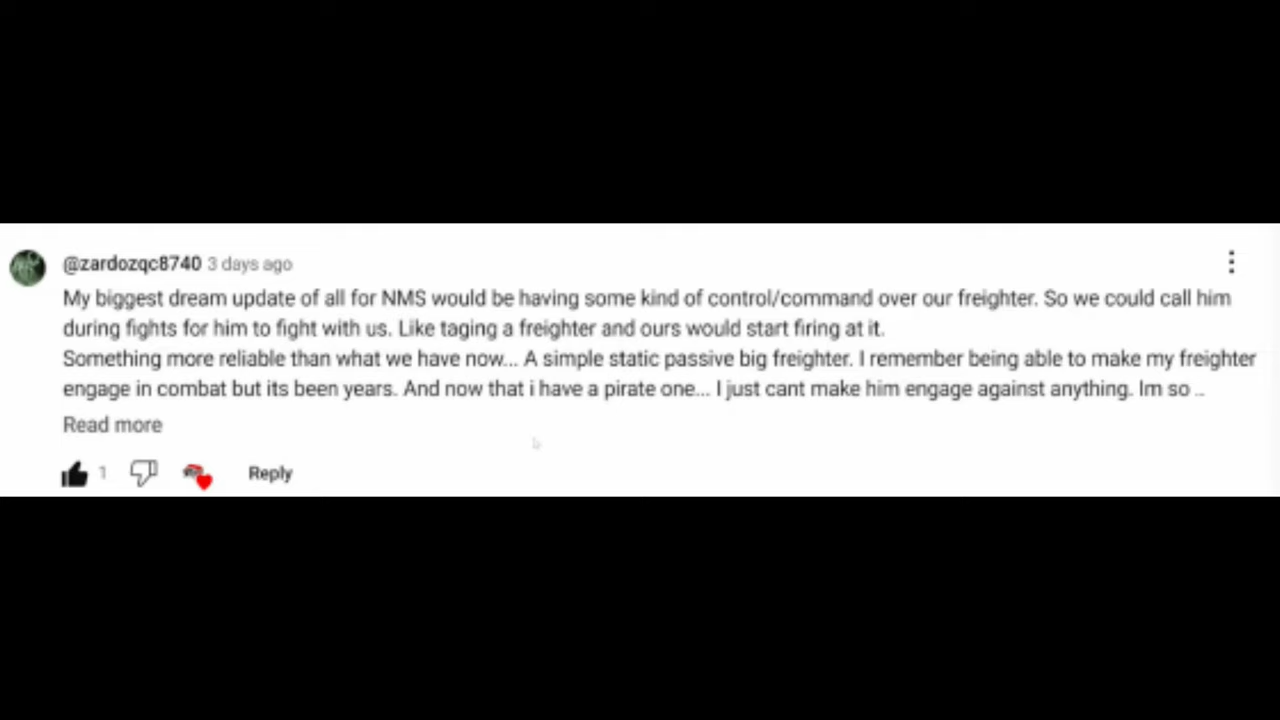 @zardozqc8740 3 days ago
My biggest dream update of all for NMS would be having some kind of control/command over our freighter. So we could call him
during fights for him to fight with us. Like taging a freighter and ours would start firing at it.
Something more reliable than what we have now... A simple static passive big freighter. I remember being able to make my freighter
engage in combat but its been years. And now that i have a pirate one... I just cant make him engage against anything. Im so ..
Read more
1 Reply